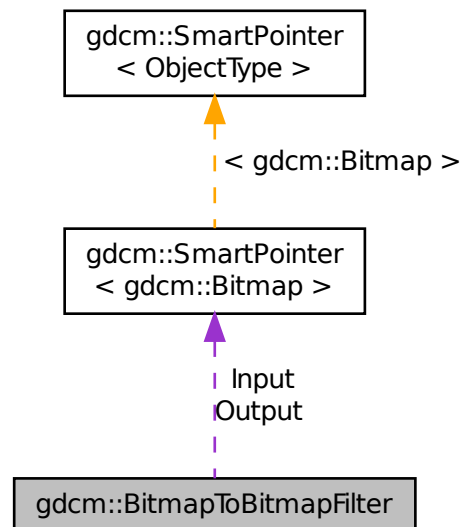 gdcm::SmartPointer
< ObjectType >
< gdcm::Bitmap >
gdcm::SmartPointer
< gdcm::Bitmap >
Input
Output
gdcm::BitmapToBitmapFilter